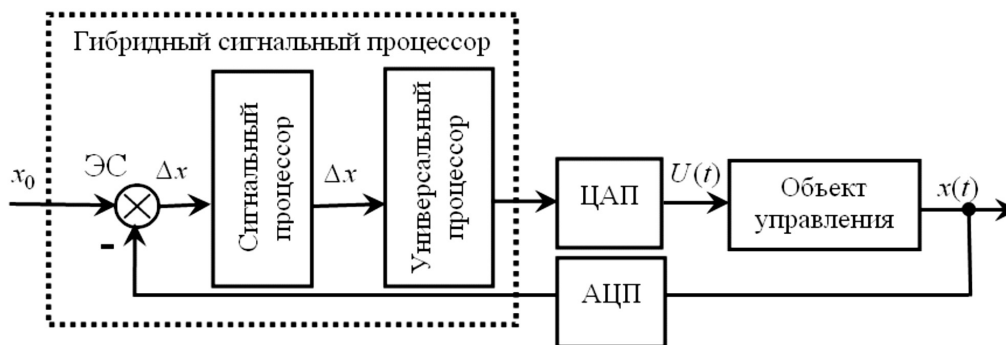 Гибридный сигнальный процессор
x₀
ЭС
Δx
Сигнальный
процессор
Δx
Универсальный
процессор
ЦАП
U(t)
Объект
управления
x(t)
-
АЦП